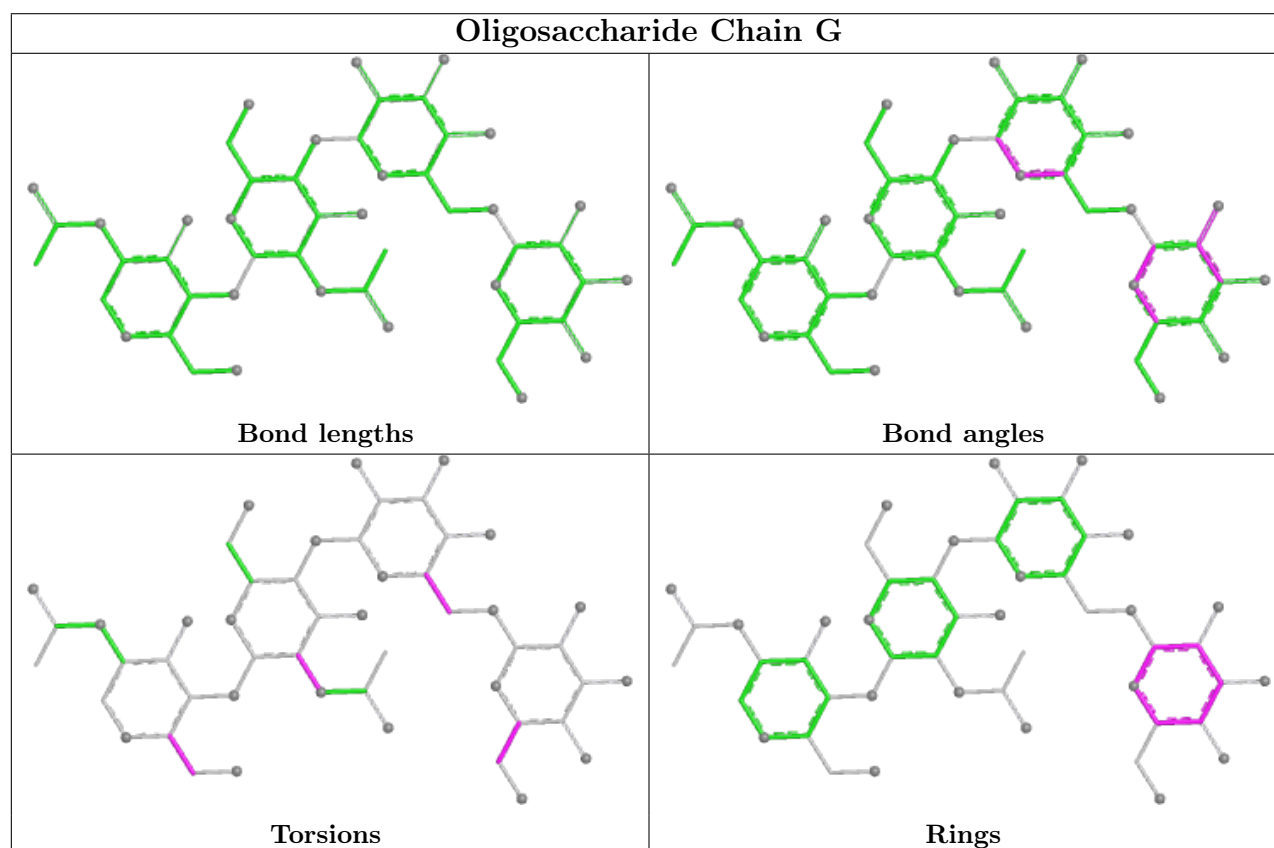 Oligosaccharide Chain G
Bond lengths
Bond angles
Torsions
Rings